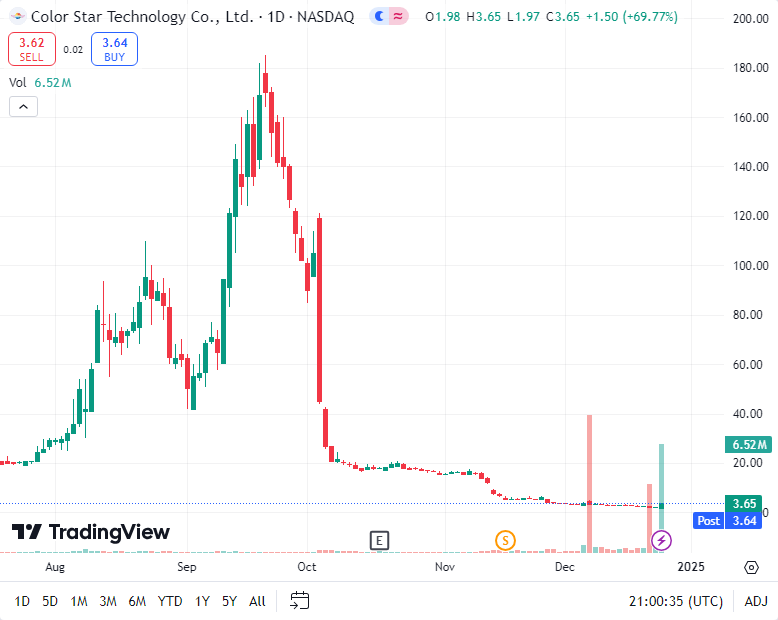 Color Star Technology Co., Ltd. · 1D · NASDAQ O1.98 H3.65 L1.97 C3.65 +1.50 (+69.77%)
3.62 SELL 0.02 3.64 BUY
Vol 6.52M
200.00
180.00
160.00
140.00
120.00
100.00
80.00
60.00
40.00
6.52M
20.00
3.65
Post 3.64
TradingView
E S
Aug Sep Oct Nov Dec 2025
1D 5D 1M 3M 6M YTD 1Y 5Y All 21:00:35 (UTC) ADJ